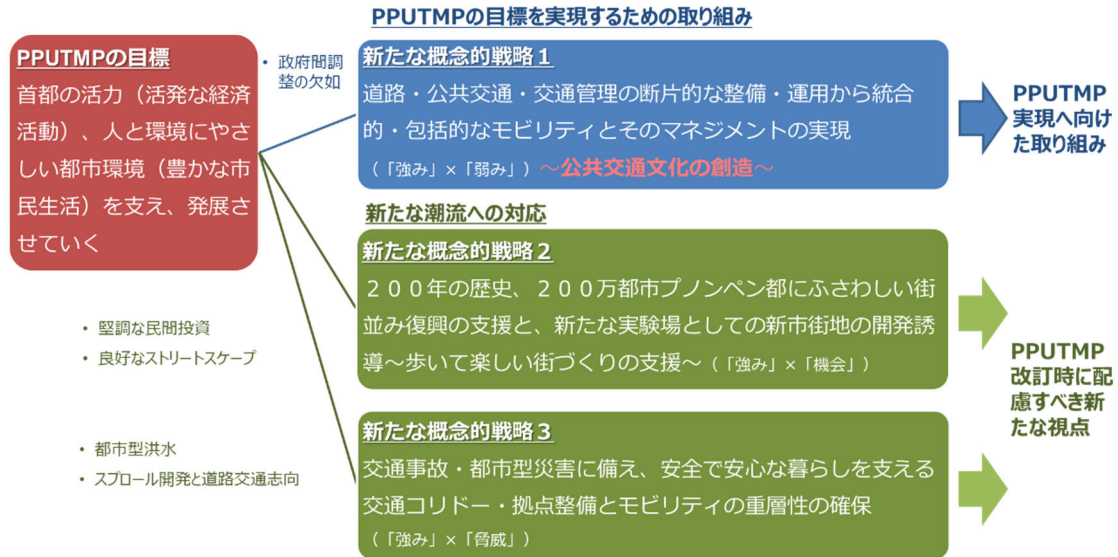 PPUTMPの目標を実現するための取り組み
PPUTMPの目標
首都の活力（活発な経済
活動）、人と環境にやさ
しい都市環境（豊かな市
民生活）を支え、発展さ
せていく
• 政府間調
整の欠如
新たな概念的戦略１
道路・公共交通・交通管理の断片的な整備・運用から統合
的・包括的なモビリティとそのマネジメントの実現
（「強み」×「弱み」）～公共交通文化の創造～
PPUTMP
実現へ向け
た取り組み
新たな潮流への対応
新たな概念的戦略２
２００年の歴史、２００万都市プノンペン都にふさわしい街
並み復興の支援と、新たな実験場としての新市街地の開発誘
導～歩いて楽しい街づくりの支援～（「強み」×「機会」）
• 堅調な民間投資
• 良好なストリートスケープ
PPUTMP
改訂時に配
慮すべき新
たな視点
• 都市型洪水
• スプロール開発と道路交通志向
新たな概念的戦略３
交通事故・都市型災害に備え、安全で安心な暮らしを支える
交通コリドー・拠点整備とモビリティの重層性の確保
（「強み」×「脅威」）